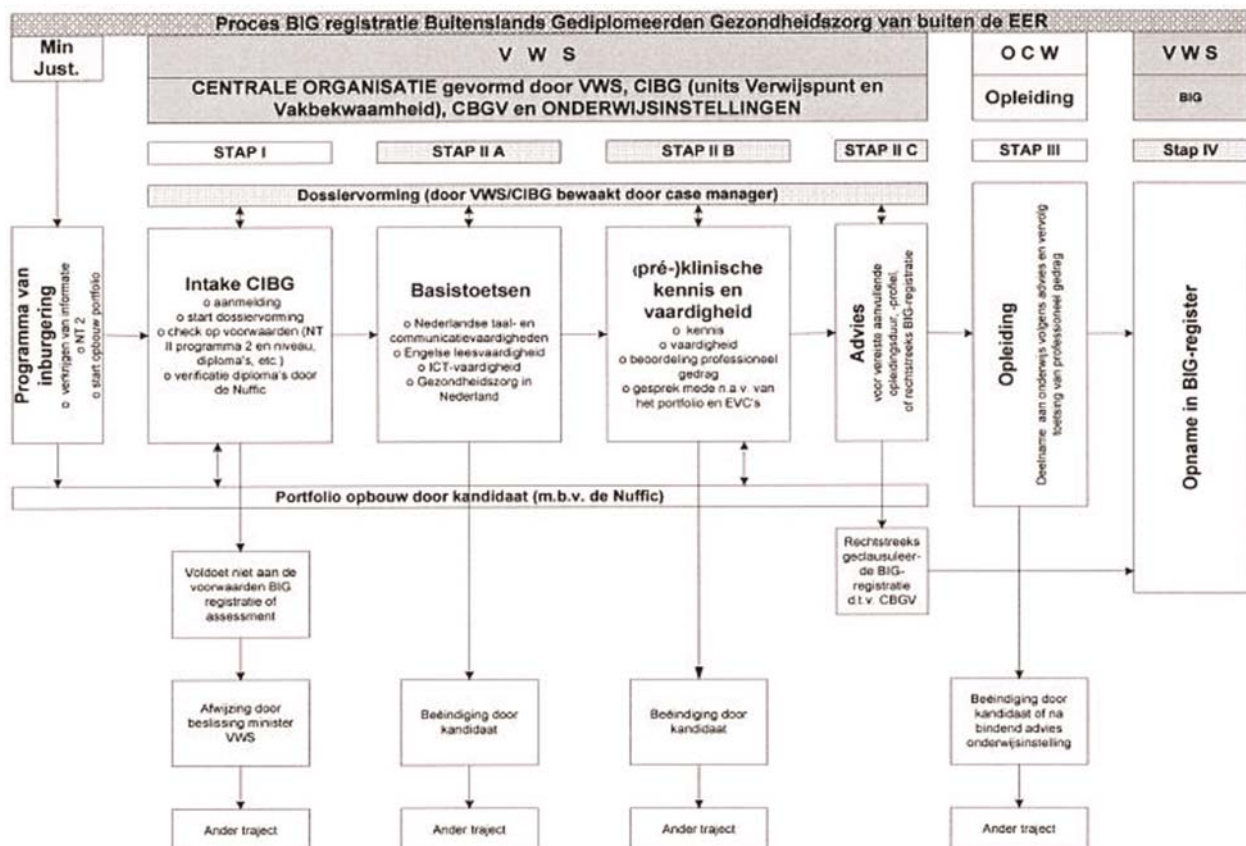 Proces BIG registratie Buitenslands Gediplomeerden Gezondheidszorg van buiten de EER
Min
Just.
V W S
O C W
V W S
CENTRALE ORGANISATIE gevormd door VWS, CIBG (units Verwijspunt en
Vakbekwaamheid), CBGV en ONDERWIJSINSTELLINGEN
Opleiding
BIG
STAP I
STAP II A
STAP II B
STAP II C
STAP III
Stap IV
Dossiervorming (door VWS/CIBG bewaakt door case manager)
Programma van
inburgering
o verkrijgen van informatie
o NT 2
o start opbouw portfolio
Intake CIBG
o aanmelding
o start dossiervorming
o check op voorwaarden (NT
II programma 2 en niveau,
diploma's, etc.)
o verificatie diploma's door
de Nuffic
Basistoetsen
o Nederlandse taal- en
communicatievaardigheden
o Engelse leesvaardigheid
o ICT-vaardigheid
o Gezondheidszorg in
Nederland
(pré-)klinische
kennis en
vaardigheid
o kennis
o vaardigheid
o beoordeling professioneel
gedrag
o gesprek mede n.a.v. van
het portfolio en EVC's
Advies
voor vereiste aanvullende
opleidingsduur, -profiel,
of rechtstreeks BIG-registratie
Opleiding
Deelname aan onderwijs volgens advies en vervolg
toetsing van professioneel gedrag
Opname in BIG-register
Portfolio opbouw door kandidaat (m.b.v. de Nuffic)
Voldoet niet aan de
voorwaarden BIG
registratie of
assessment
Rechtstreeks
geclausuleer-
de BIG-
registratie
d.t.v. CBGV
Afwijzing door
beslissing minister
VWS
Beëindiging door
kandidaat
Beëindiging door
kandidaat
Beëindiging door
kandidaat of na
bindend advies
onderwijsinstelling
Ander traject
Ander traject
Ander traject
Ander traject